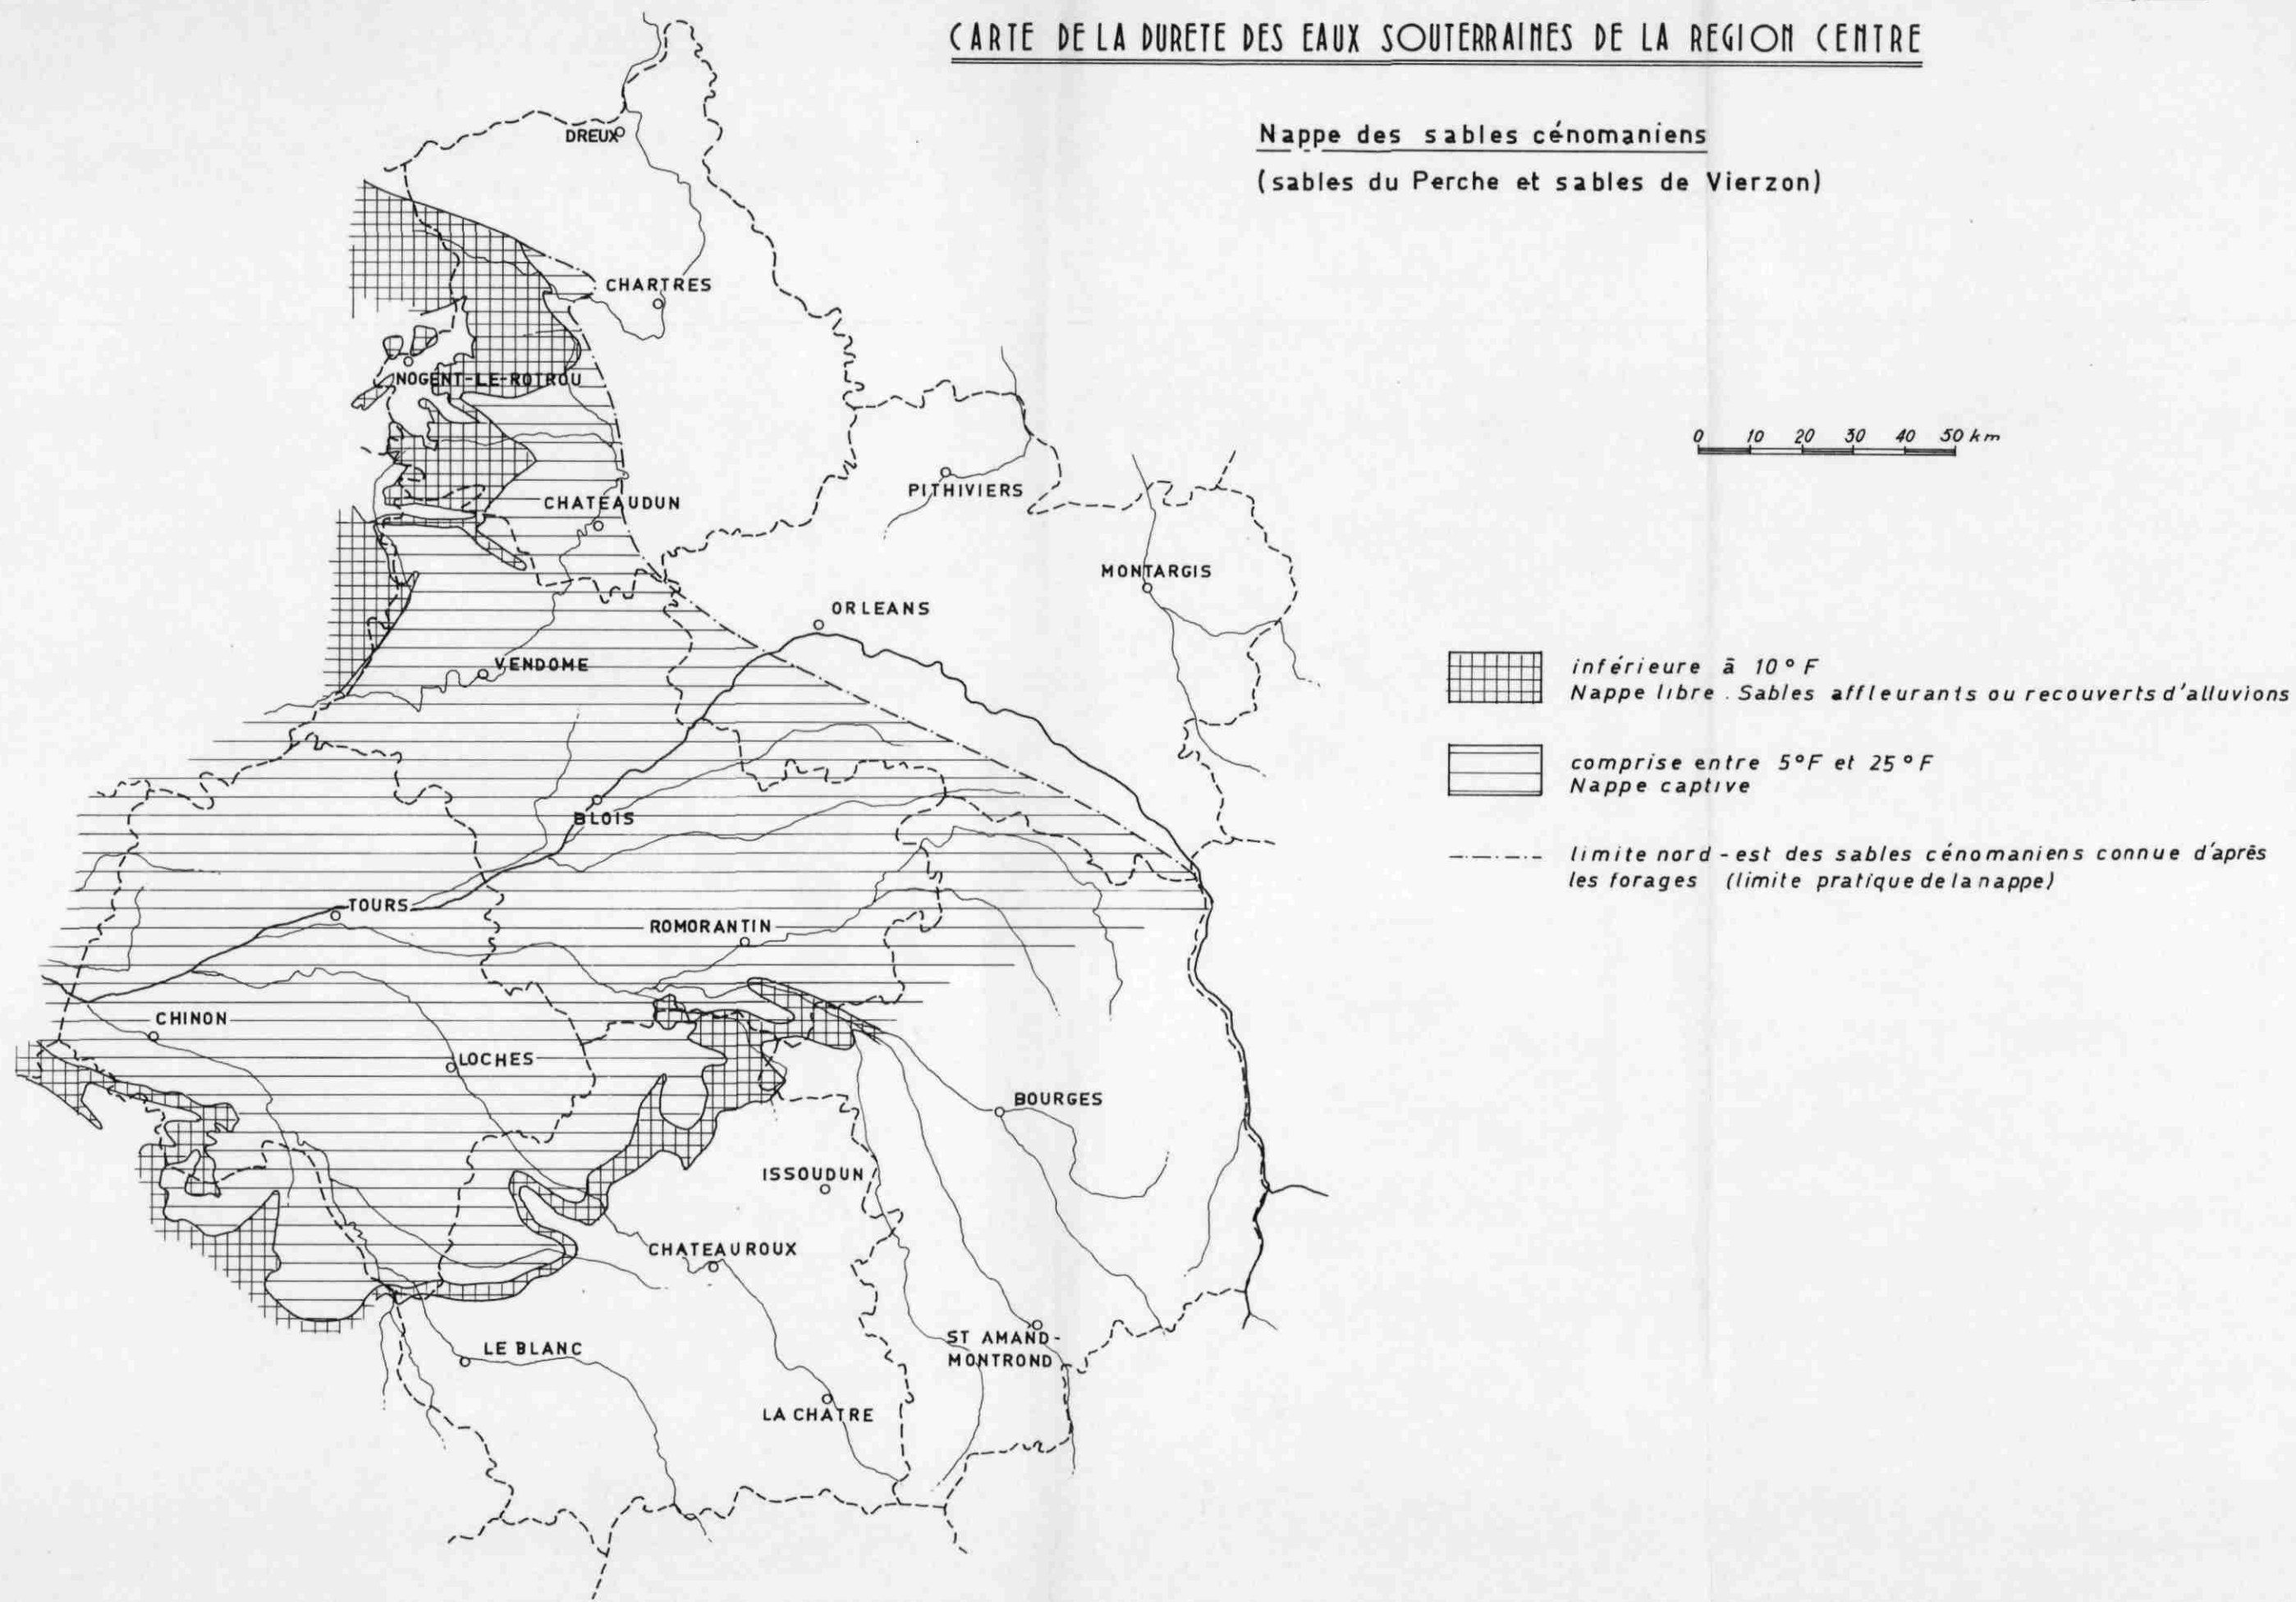 CARTE DE LA DURETE DES EAUX SOUTERRAINES DE LA REGION CENTRE
Nappe des sables cénomaniens
(sables du Perche et sables de Vierzon)
DREUX
CHARTRES
NOGENT-LE-ROTROU
CHATEAUDUN
PITHIVIERS
MONTARGIS
ORLEANS
VENDOME
BLOIS
TOURS
ROMORANTIN
CHINON
LOCHES
BOURGES
ISSOUDUN
CHATEAUROUX
ST AMAND-
MONTROND
LE BLANC
LA CHATRE
0 10 20 30 40 50 km
inférieure à 10° F
Nappe libre. Sables affleurants ou recouverts d'alluvions
comprise entre 5°F et 25°F
Nappe captive
limite nord-est des sables cénomaniens connue d'après
les forages (limite pratique de la nappe)